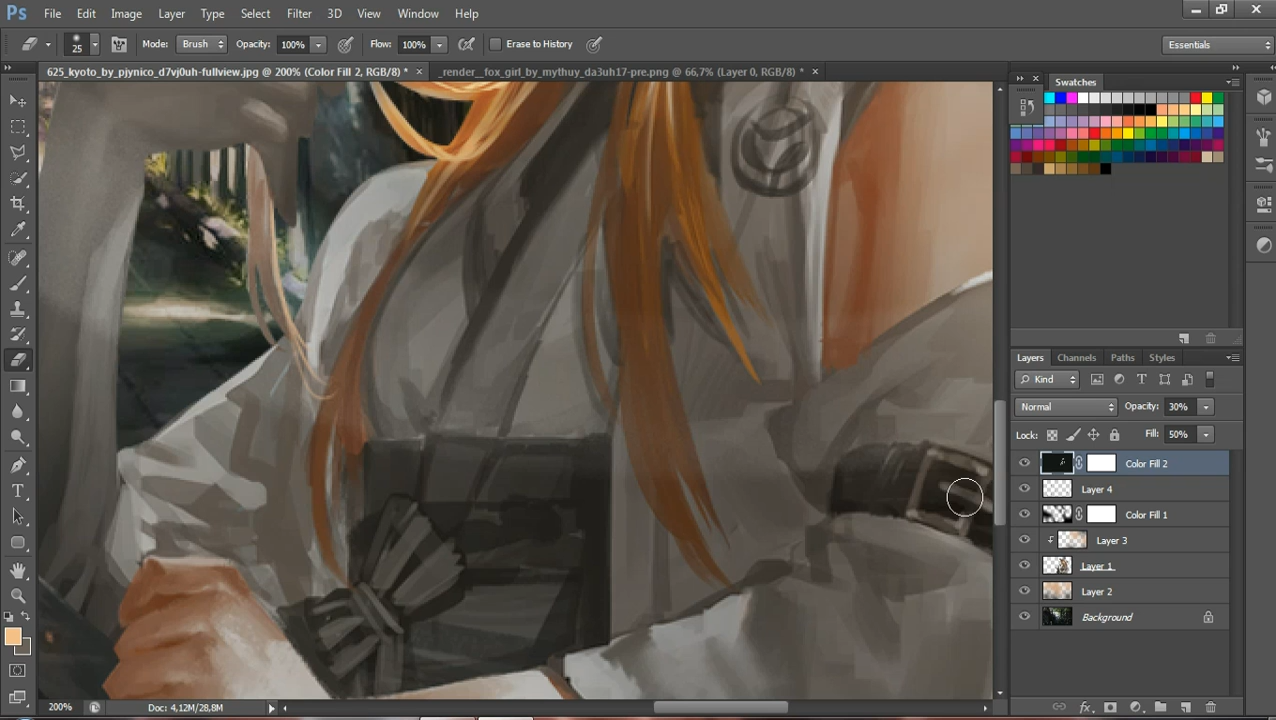 Ps File Edit Image Layer Type Select Filter 3D View Window Help
25 Mode: Brush Opacity: 100% Flow: 100% Erase to History Essentials
625_kyoto_by_pjynico_d7vj0uh-fullview.jpg @ 200% (Color Fill 2, RGB/8) * × _render__fox_girl_by_mythuy_da3uh17-pre.png @ 66,7% (Layer 0, RGB/8) * ×
Swatches
Layers Channels Paths Styles
Kind
Normal Opacity: 30%
Lock: Fill: 50%
Color Fill 2
Layer 4
Color Fill 1
Layer 3
Layer 1
Layer 2
Background
200% Doc: 4,12M/28,8M